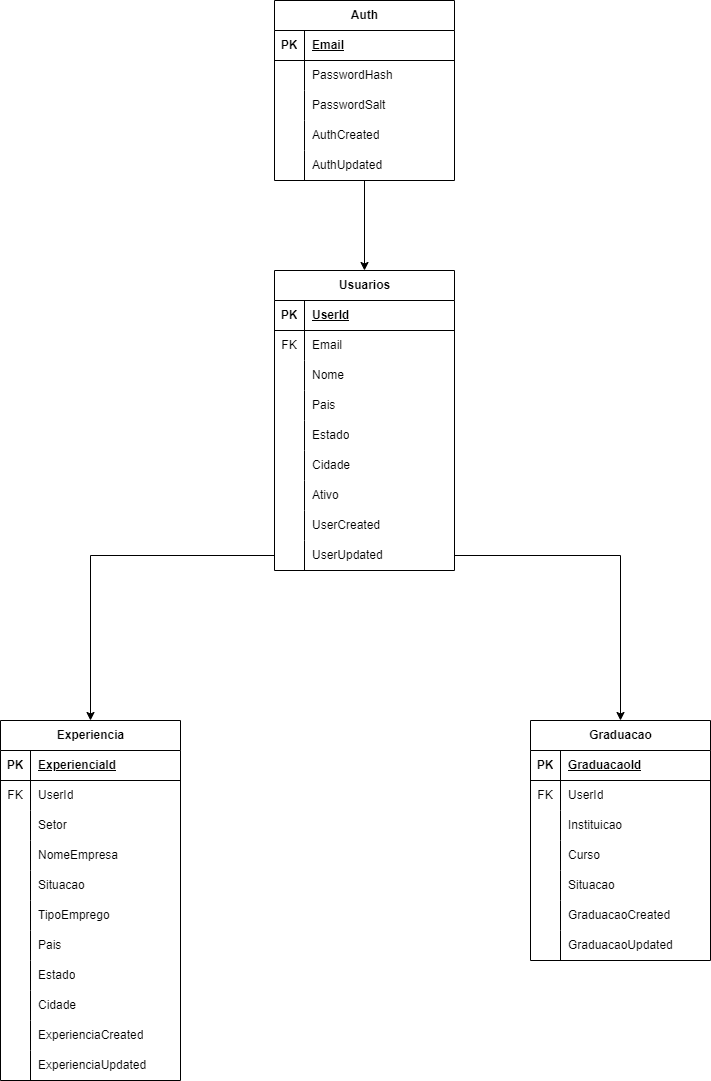 Auth
PK Email
PasswordHash
PasswordSalt
AuthCreated
AuthUpdated
Usuarios
PK UserId
FK Email
Nome
Pais
Estado
Cidade
Ativo
UserCreated
UserUpdated
Experiencia
PK ExperienciaId
FK UserId
Setor
NomeEmpresa
Situacao
TipoEmprego
Pais
Estado
Cidade
ExperienciaCreated
ExperienciaUpdated
Graduacao
PK GraduacaoId
FK UserId
Instituicao
Curso
Situacao
GraduacaoCreated
GraduacaoUpdated